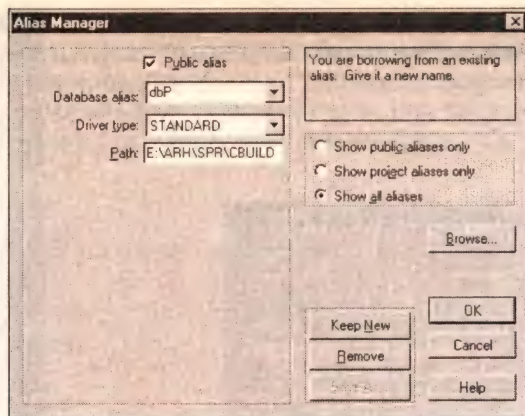 Alias Manager
Public alias
Database alias: dbP
Driver type: STANDARD
Path: E:\ARH\SPR\CBUILD
You are borrowing from an existing
alias. Give it a new name.
Show public aliases only
Show project aliases only
Show all aliases
Browse...
Keep New
Remove
OK
Cancel
Help